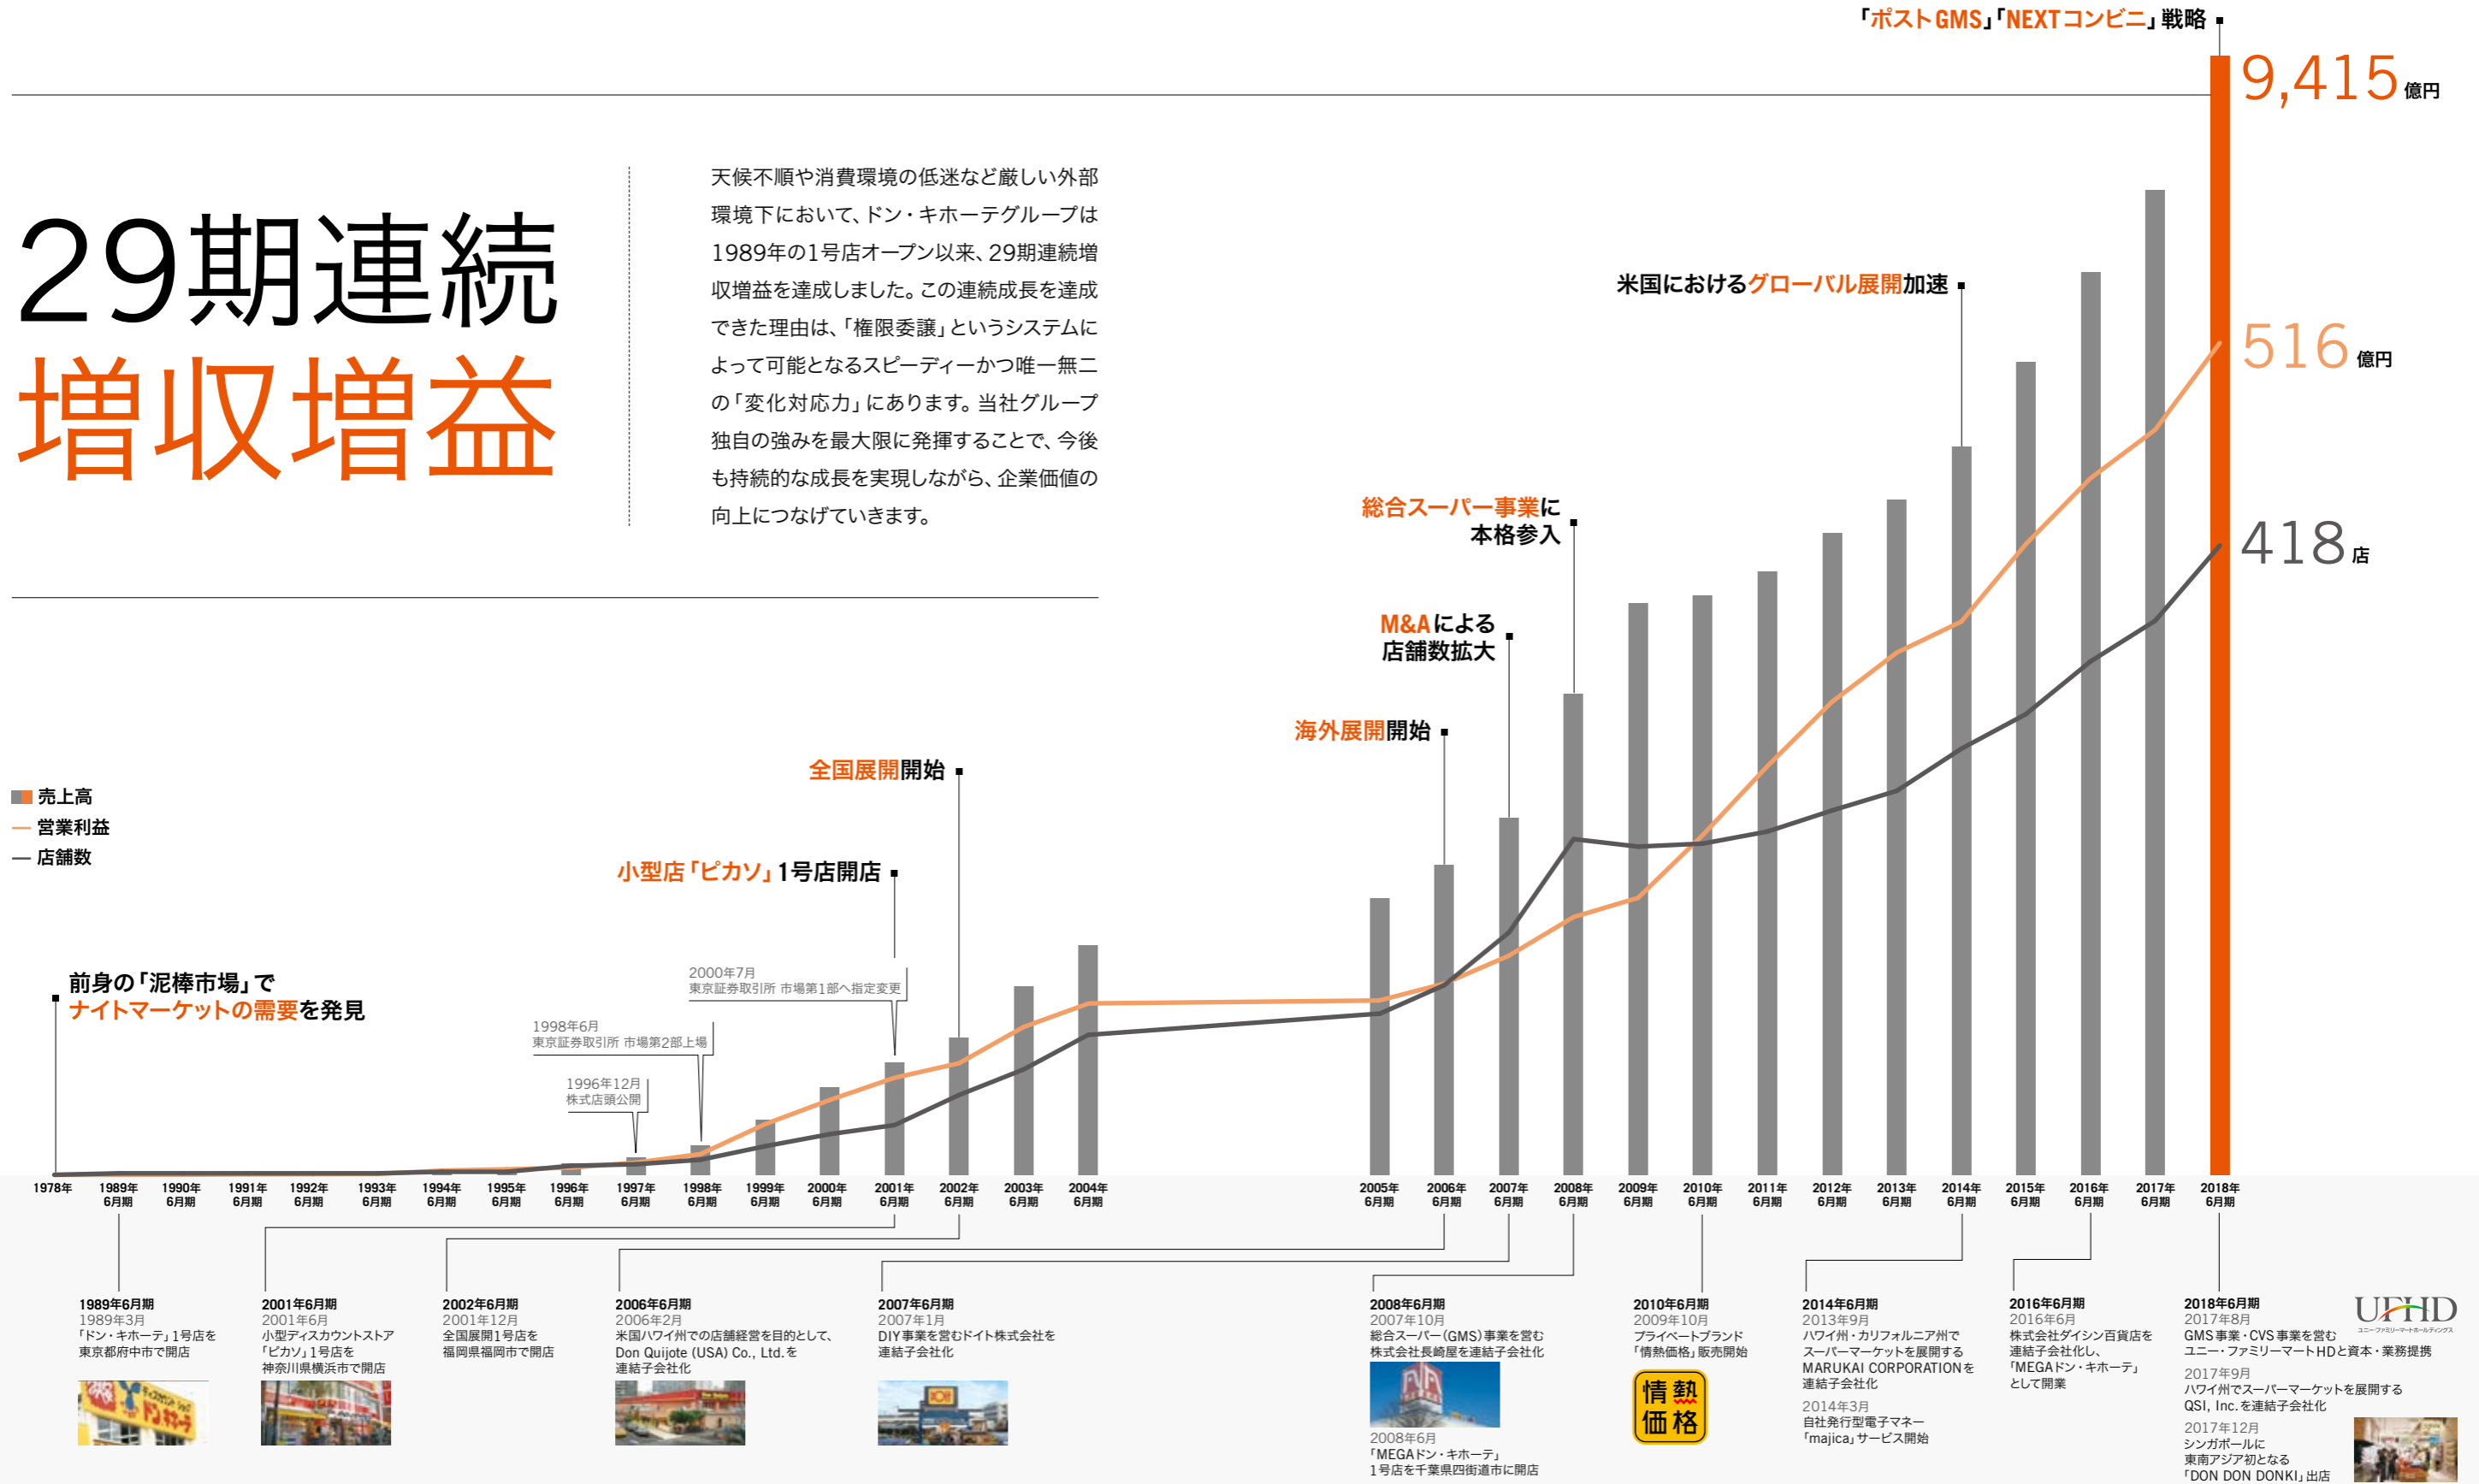 「ポストGMS」「NEXTコンビニ」戦略
9,415億円
29期連続
増収増益
天候不順や消費環境の低迷など厳しい外部
環境下において、ドン・キホーテグループは
1989年の1号店オープン以来、29期連続増
収増益を達成しました。この連続成長を達成
できた理由は、「権限委譲」というシステムに
よって可能となるスピーディーかつ唯一無二
の「変化対応力」にあります。当社グループ
独自の強みを最大限に発揮することで、今後
も持続的な成長を実現しながら、企業価値の
向上につなげていきます。
米国におけるグローバル展開加速
516億円
418店
総合スーパー事業に
本格参入
M&Aによる
店舗数拡大
海外展開開始
全国展開開始
小型店「ピカソ」1号店開店
売上高
営業利益
店舗数
前身の「泥棒市場」で
ナイトマーケットの需要を発見
2000年7月
東京証券取引所 市場第1部へ指定変更
1998年6月
東京証券取引所 市場第2部上場
1996年12月
株式店頭公開
1978年
1989年
6月期
1990年
6月期
1991年
6月期
1992年
6月期
1993年
6月期
1994年
6月期
1995年
6月期
1996年
6月期
1997年
6月期
1998年
6月期
1999年
6月期
2000年
6月期
2001年
6月期
2002年
6月期
2003年
6月期
2004年
6月期
2005年
6月期
2006年
6月期
2007年
6月期
2008年
6月期
2009年
6月期
2010年
6月期
2011年
6月期
2012年
6月期
2013年
6月期
2014年
6月期
2015年
6月期
2016年
6月期
2017年
6月期
2018年
6月期
1989年6月期
1989年3月
「ドン・キホーテ」1号店を
東京都府中市で開店
ドンキホーテ
2001年6月期
2001年6月
小型ディスカウントストア
「ピカソ」1号店を
神奈川県横浜市で開店
2002年6月期
2001年12月
全国展開1号店を
福岡県福岡市で開店
2006年6月期
2006年2月
米国ハワイ州での店舗経営を目的として、
Don Quijote (USA) Co., Ltd.を
連結子会社化
2007年6月期
2007年1月
DIY事業を営むドイト株式会社を
連結子会社化
2008年6月期
2007年10月
総合スーパー(GMS)事業を営む
株式会社長崎屋を連結子会社化
2008年6月
「MEGAドン・キホーテ」
1号店を千葉県四街道市に開店
2010年6月期
2009年10月
プライベートブランド
「情熱価格」販売開始
情熱
価格
2014年6月期
2013年9月
ハワイ州・カリフォルニア州で
スーパーマーケットを展開する
MARUKAI CORPORATIONを
連結子会社化
2014年3月
自社発行型電子マネー
「majica」サービス開始
2016年6月期
2016年6月
株式会社ダイシン百貨店を
連結子会社化し、
「MEGAドン・キホーテ」
として開業
2018年6月期
2017年8月
GMS事業・CVS事業を営む
ユニー・ファミリーマートHDと資本・業務提携
UFHD
ユニー・ファミリーマートホールディングス
2017年9月
ハワイ州でスーパーマーケットを展開する
QSI, Inc.を連結子会社化
2017年12月
シンガポールに
東南アジア初となる
「DON DON DONKI」出店